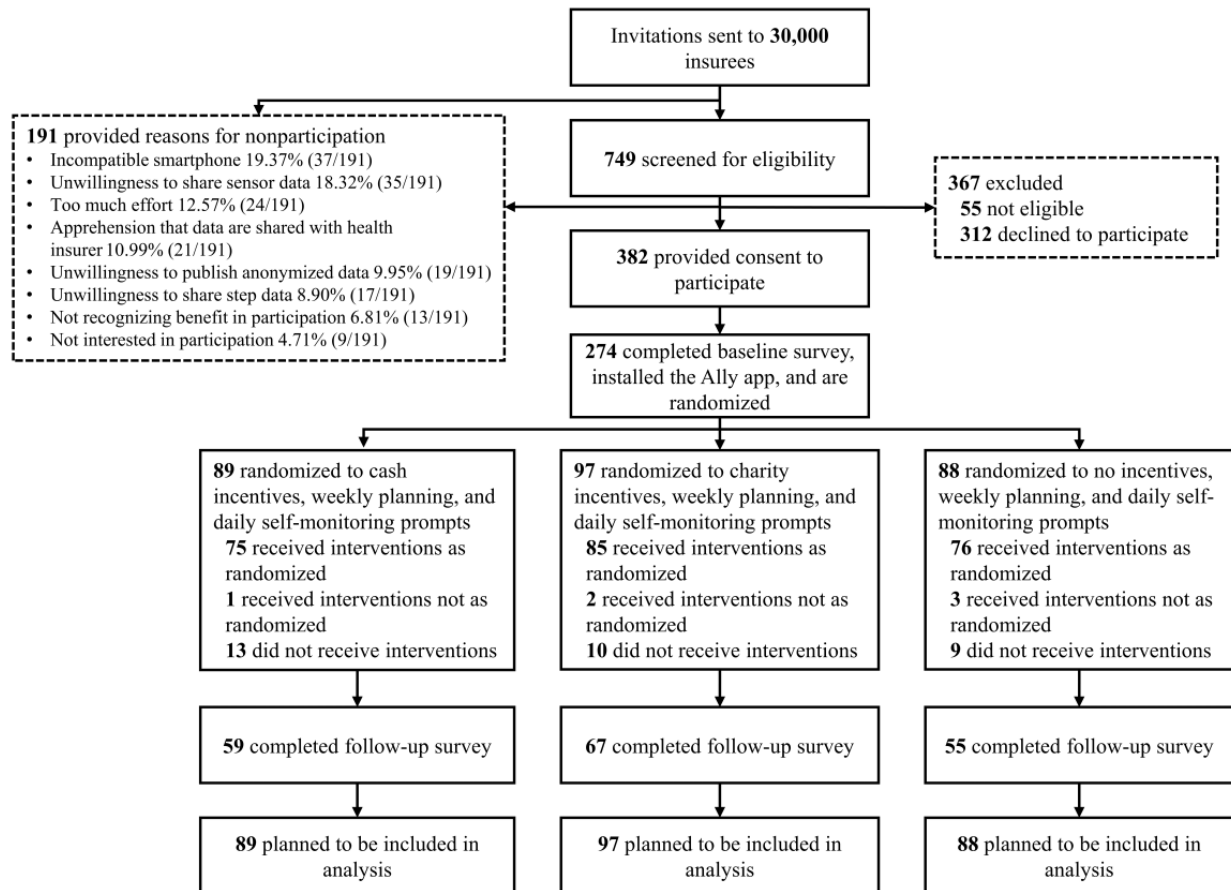 Invitations sent to 30,000
insurees
191 provided reasons for nonparticipation
• Incompatible smartphone 19.37% (37/191)
• Unwillingness to share sensor data 18.32% (35/191)
• Too much effort 12.57% (24/191)
• Apprehension that data are shared with health
insurer 10.99% (21/191)
• Unwillingness to publish anonymized data 9.95% (19/191)
• Unwillingness to share step data 8.90% (17/191)
• Not recognizing benefit in participation 6.81% (13/191)
• Not interested in participation 4.71% (9/191)
749 screened for eligibility
367 excluded
55 not eligible
312 declined to participate
382 provided consent to
participate
274 completed baseline survey,
installed the Ally app, and are
randomized
89 randomized to cash
incentives, weekly planning, and
daily self-monitoring prompts
75 received interventions as
randomized
1 received interventions not as
randomized
13 did not receive interventions
97 randomized to charity
incentives, weekly planning, and
daily self-monitoring prompts
85 received interventions as
randomized
2 received interventions not as
randomized
10 did not receive interventions
88 randomized to no incentives,
weekly planning, and daily self-
monitoring prompts
76 received interventions as
randomized
3 received interventions not as
randomized
9 did not receive interventions
59 completed follow-up survey
67 completed follow-up survey
55 completed follow-up survey
89 planned to be included in
analysis
97 planned to be included in
analysis
88 planned to be included in
analysis